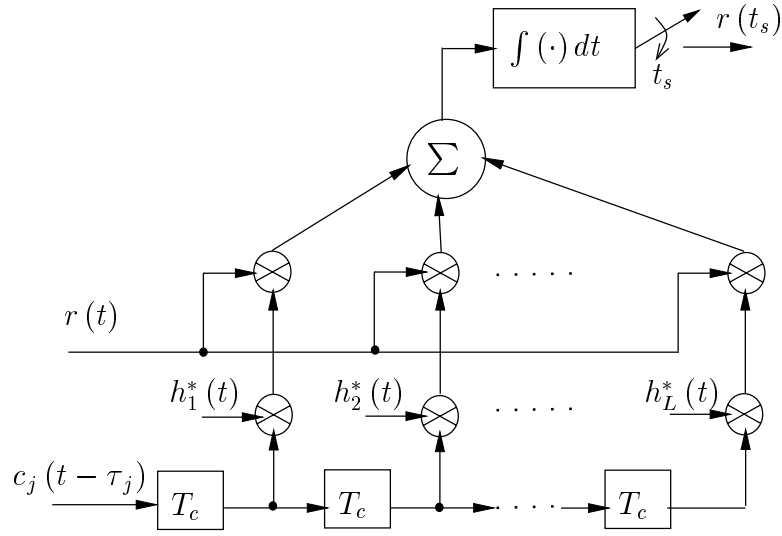 ∫ (·) dt
r (t_s)
t_s
Σ
. . . . .
r (t)
h_1^* (t)
h_2^* (t)
. . . . .
h_L^* (t)
c_j (t − τ_j)
T_c
T_c
. . . . .
T_c